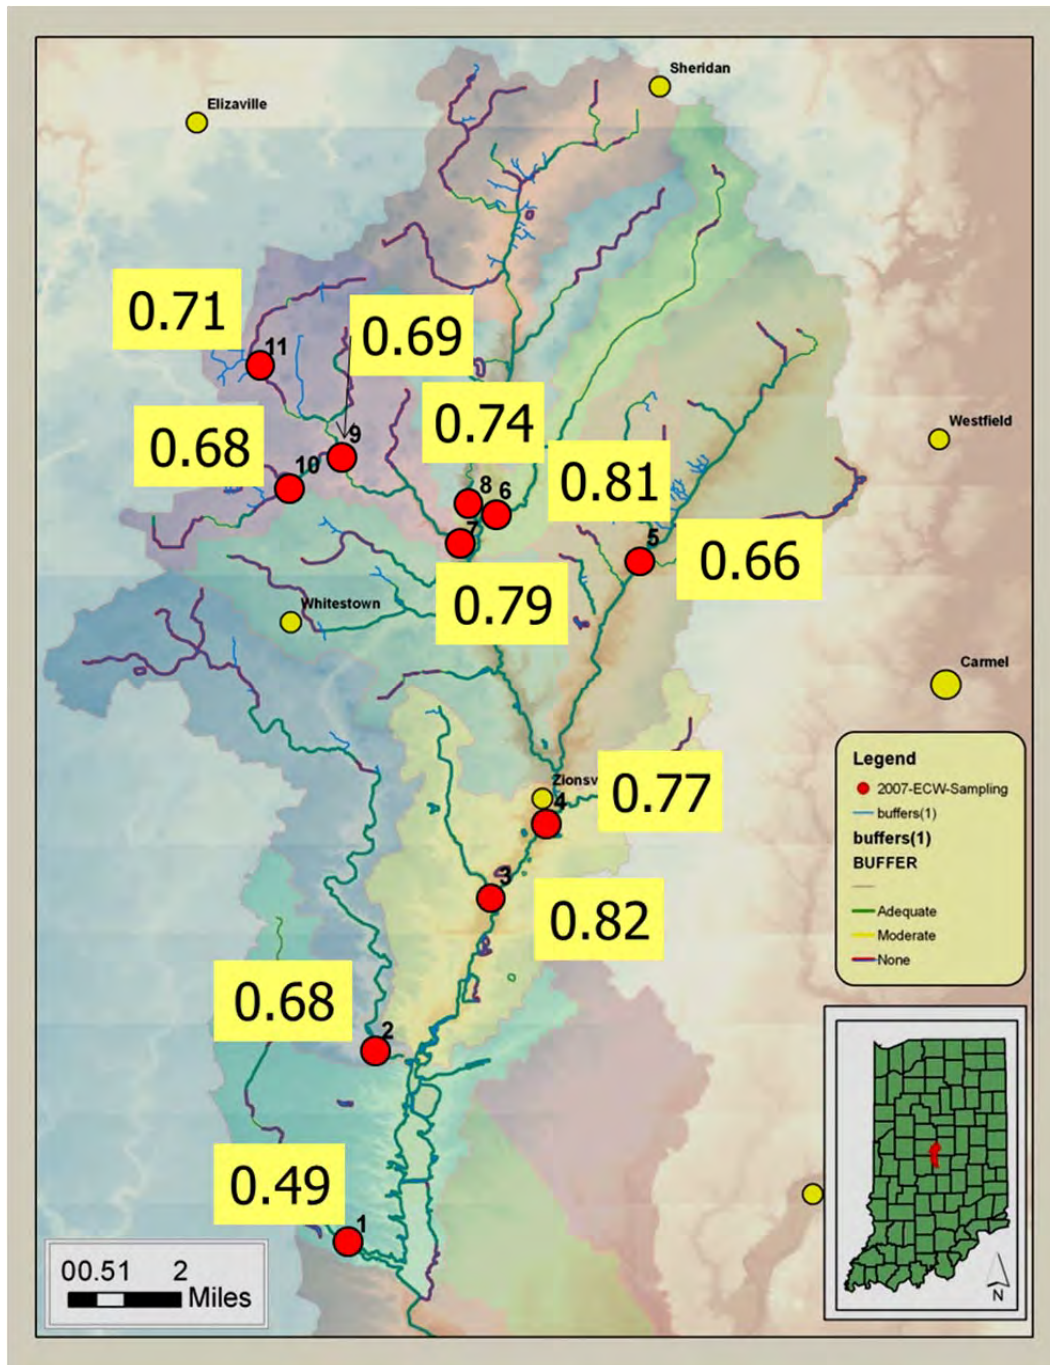 Sheridan
Elizaville
0.71
11
0.69
0.74
Westfield
0.68
9
10
0.81
8
6
7
5
0.66
0.79
Whitestown
Carmel
Zionsv
4
0.77
3
0.82
Legend
2007-ECW-Sampling
buffers(1)
buffers(1)
BUFFER
Adequate
Moderate
None
0.68
2
0.49
1
00.51 2
Miles
N